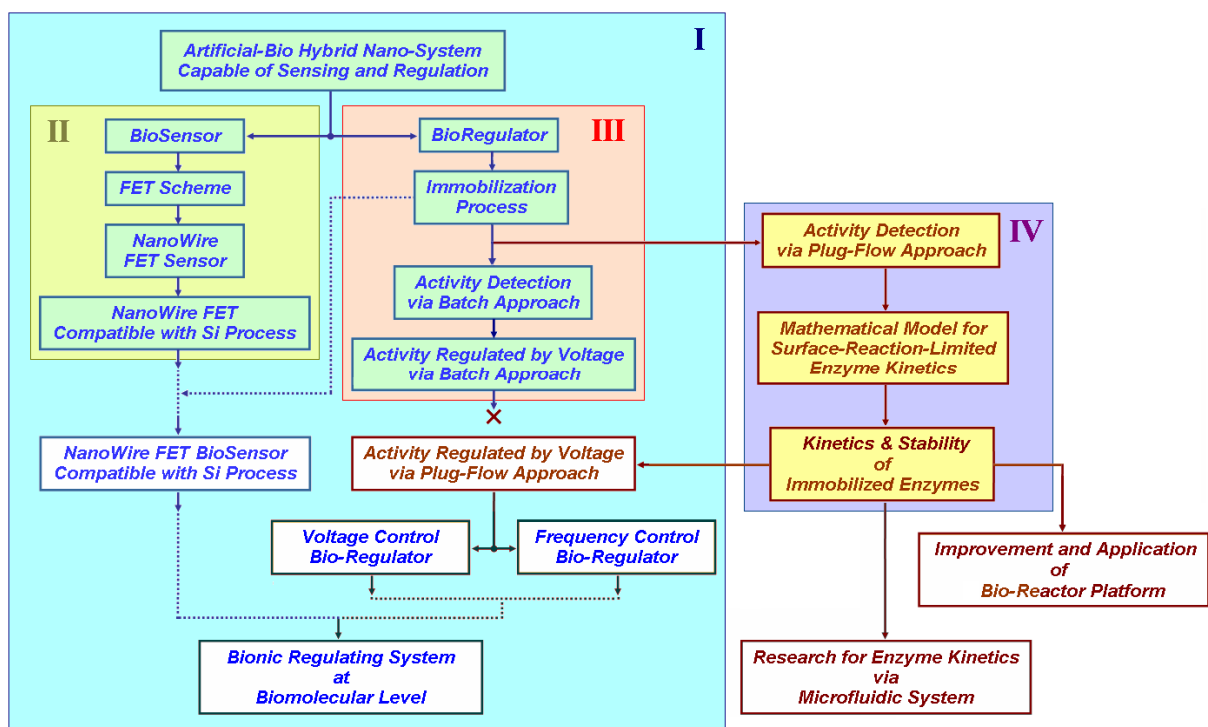 I
Artificial-Bio Hybrid Nano-System
Capable of Sensing and Regulation
II
BioSensor
FET Scheme
NanoWire
FET Sensor
NanoWire FET
Compatible with Si Process
III
BioRegulator
Immobilization
Process
Activity Detection
via Batch Approach
Activity Regulated by Voltage
via Batch Approach
IV
Activity Detection
via Plug-Flow Approach
Mathematical Model for
Surface-Reaction-Limited
Enzyme Kinetics
Kinetics & Stability
of
Immobilized Enzymes
NanoWire FET BioSensor
Compatible with Si Process
Activity Regulated by Voltage
via Plug-Flow Approach
Voltage Control
Bio-Regulator
Frequency Control
Bio-Regulator
Improvement and Application
of
Bio-Reactor Platform
Bionic Regulating System
at
Biomolecular Level
Research for Enzyme Kinetics
via
Microfluidic System